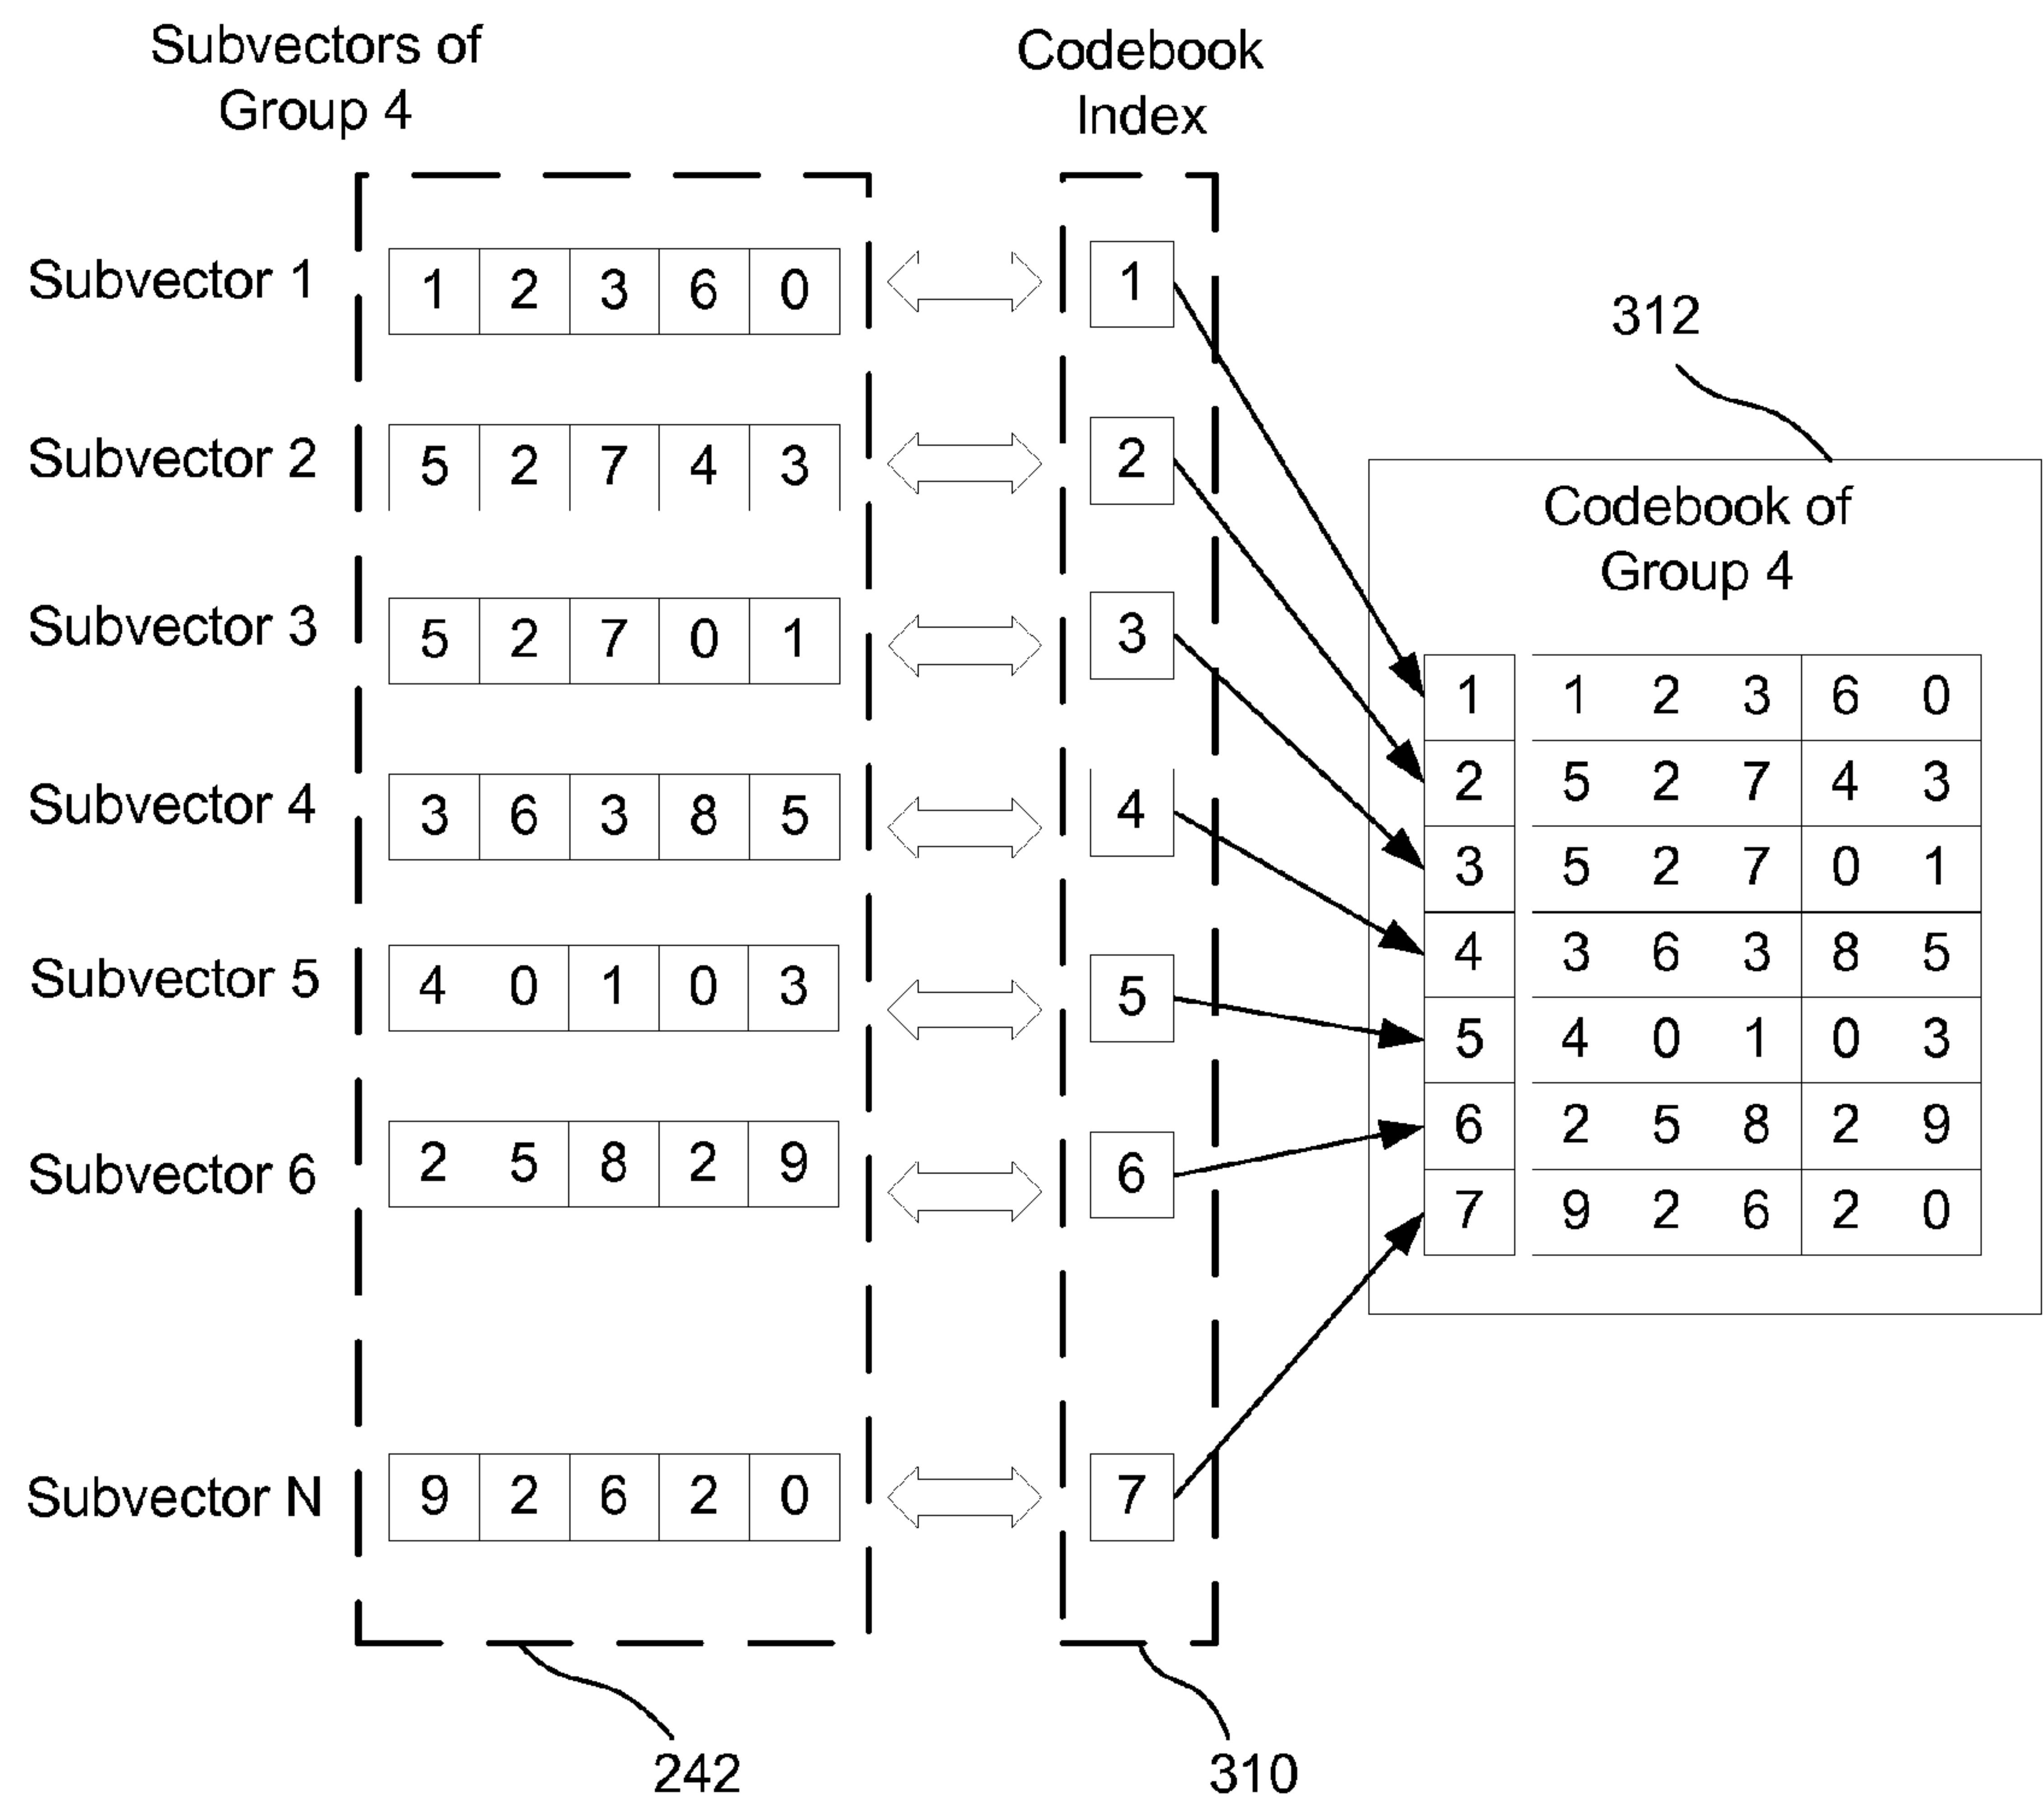 Subvectors of
Group 4
Codebook
Index
Subvector 1
1 2 3 6 0
1
312
Subvector 2
5 2 7 4 3
2
Codebook of
Group 4
Subvector 3
5 2 7 0 1
3
1 1 2 3 6 0
2 5 2 7 4 3
Subvector 4
3 6 3 8 5
4
3 5 2 7 0 1
4 3 6 3 8 5
Subvector 5
4 0 1 0 3
5
5 4 0 1 0 3
Subvector 6
2 5 8 2 9
6
6 2 5 8 2 9
7 9 2 6 2 0
Subvector N
9 2 6 2 0
7
242
310